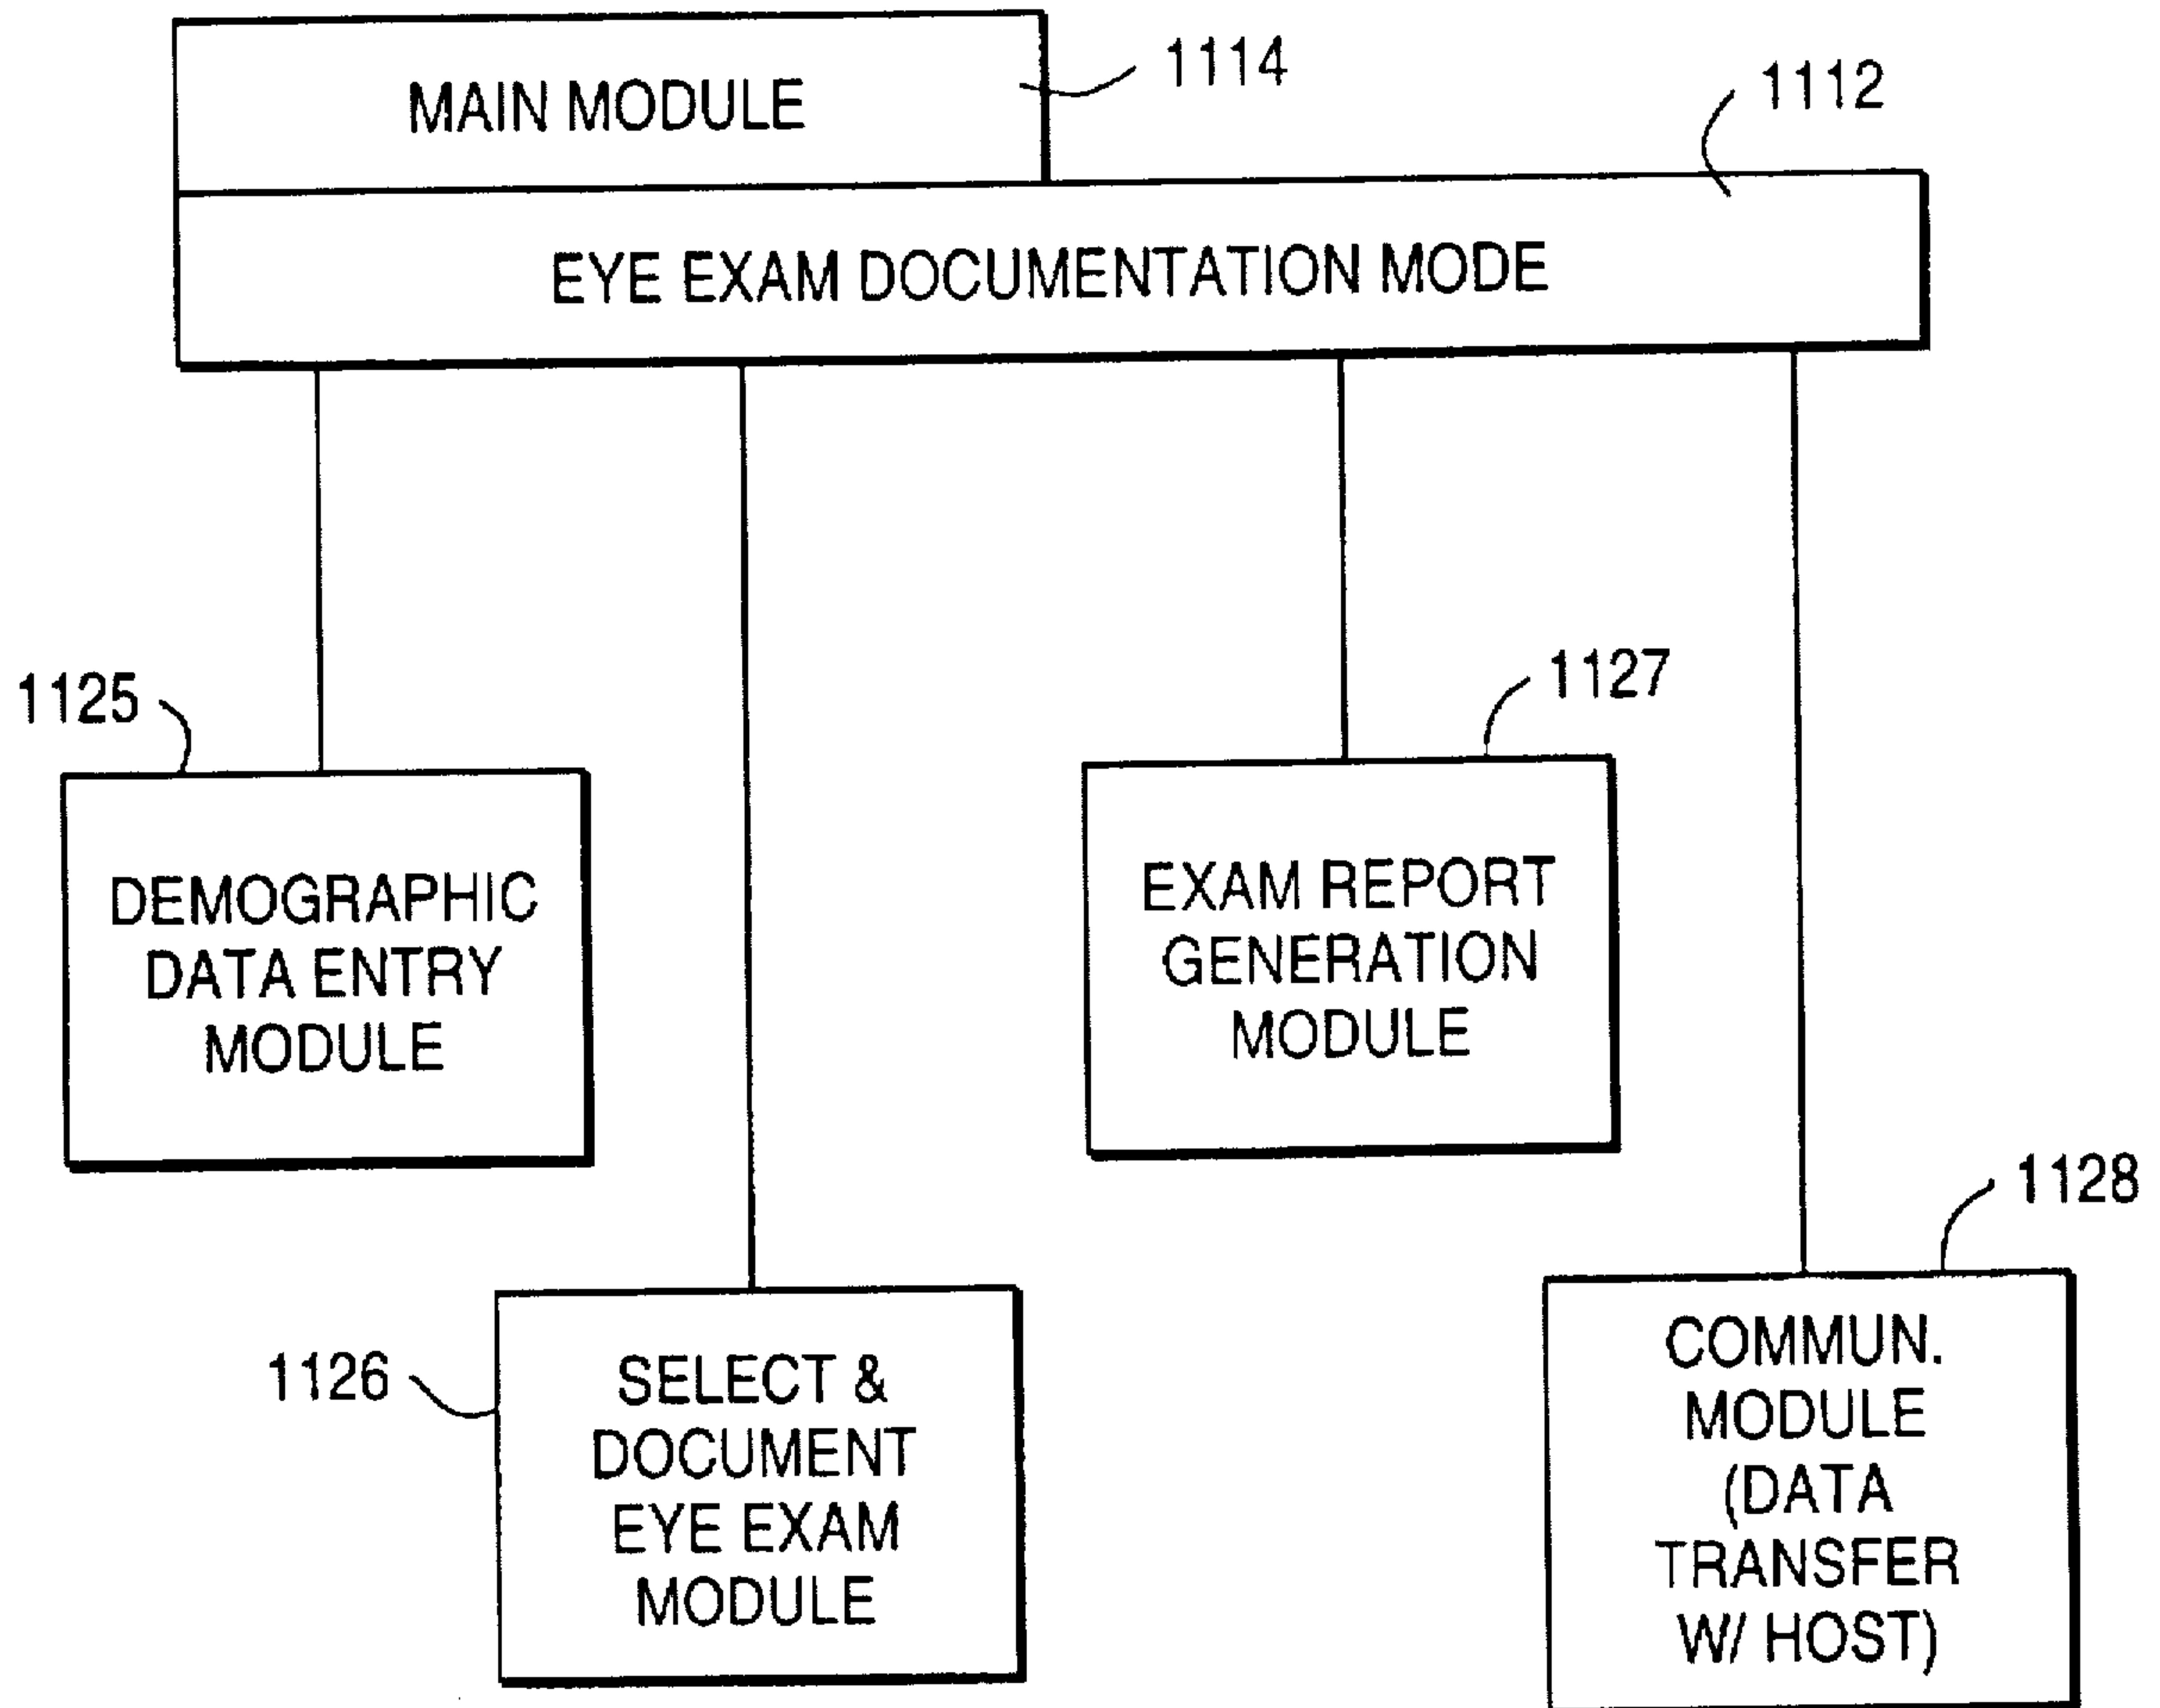 MAIN MODULE
1114
1112
EYE EXAM DOCUMENTATION MODE
1125
DEMOGRAPHIC
DATA ENTRY
MODULE
1127
EXAM REPORT
GENERATION
MODULE
1126
SELECT &
DOCUMENT
EYE EXAM
MODULE
1128
COMMUN.
MODULE
(DATA
TRANSFER
W/ HOST)